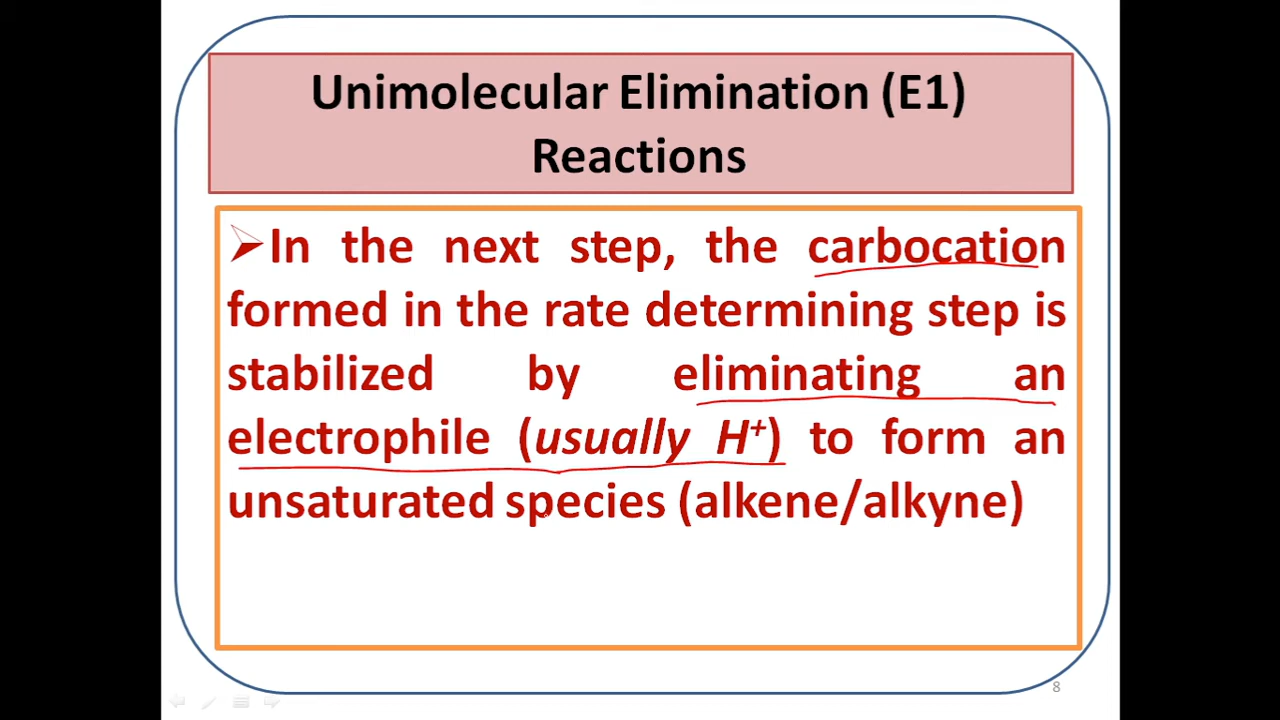 Unimolecular Elimination (E1)
Reactions
➢In the next step, the carbocation
formed in the rate determining step is
stabilized by eliminating an
electrophile (usually H⁺) to form an
unsaturated species (alkene/alkyne)
8